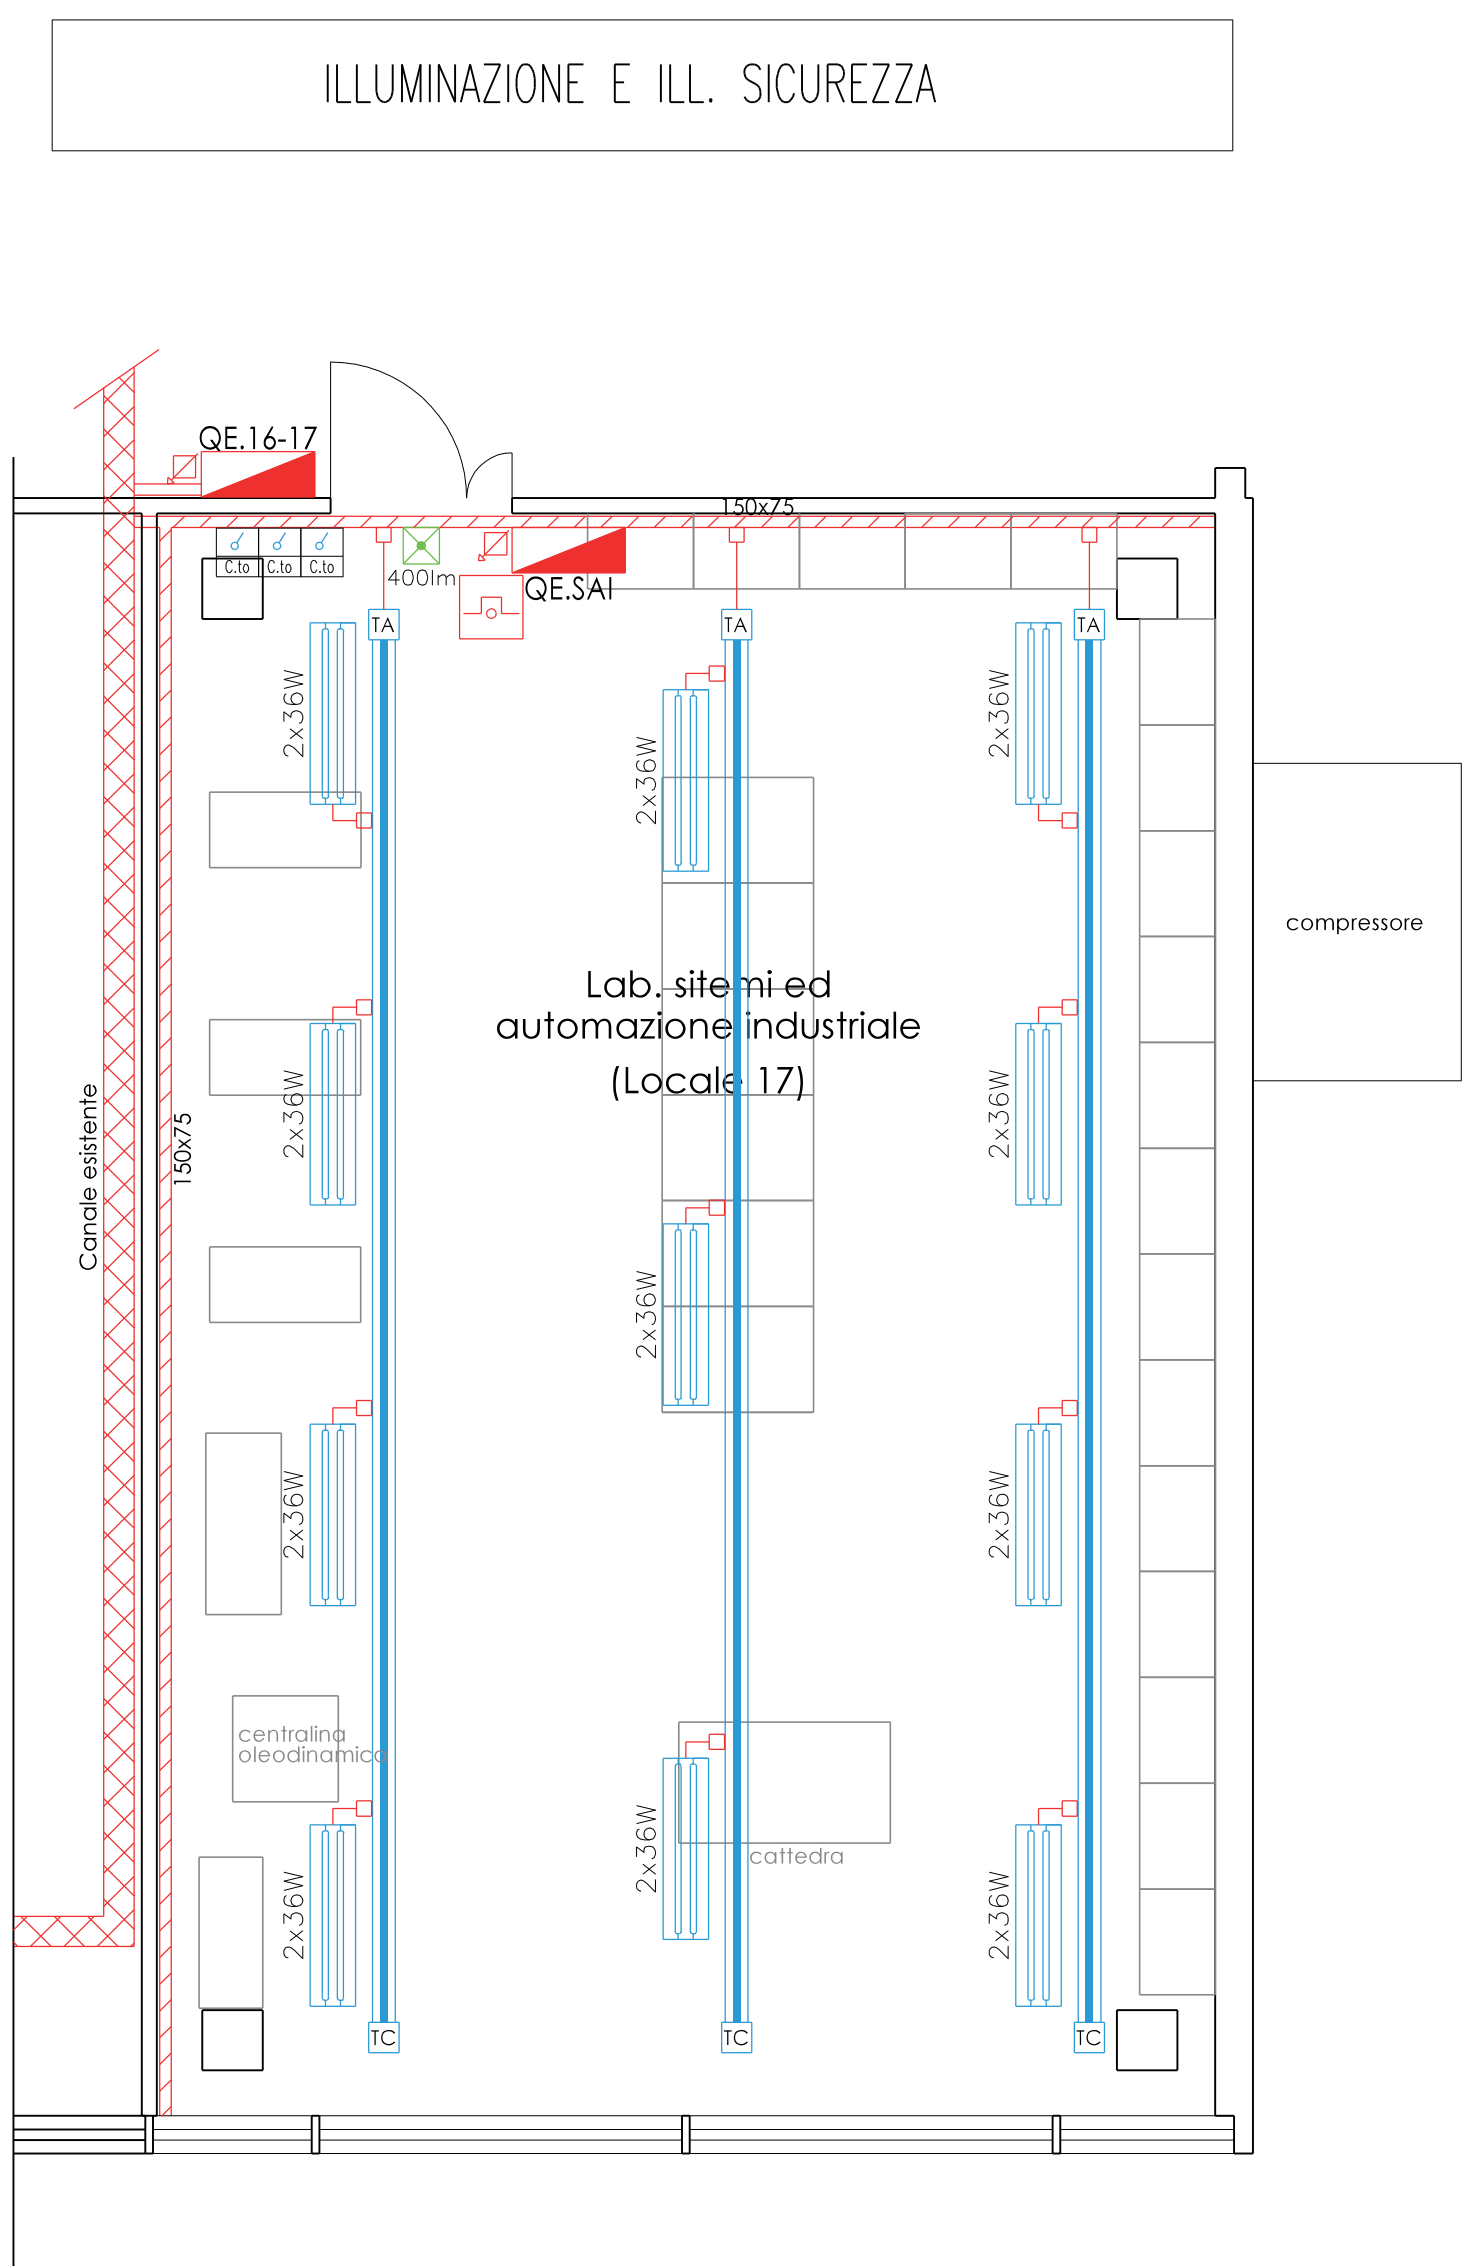 ILLUMINAZIONE E ILL. SICUREZZA
QE.16-17
150x75
C.to
C.to
C.to
400lm
QE.SAI
TA
TA
TA
2x36W
2x36W
2x36W
compressore
Lab. sitemi ed
automazione industriale
(Locale 17)
Canale esistente
150x75
2x36W
2x36W
2x36W
2x36W
2x36W
centralina
oleodinamica
cattedra
2x36W
2x36W
2x36W
TC
TC
TC